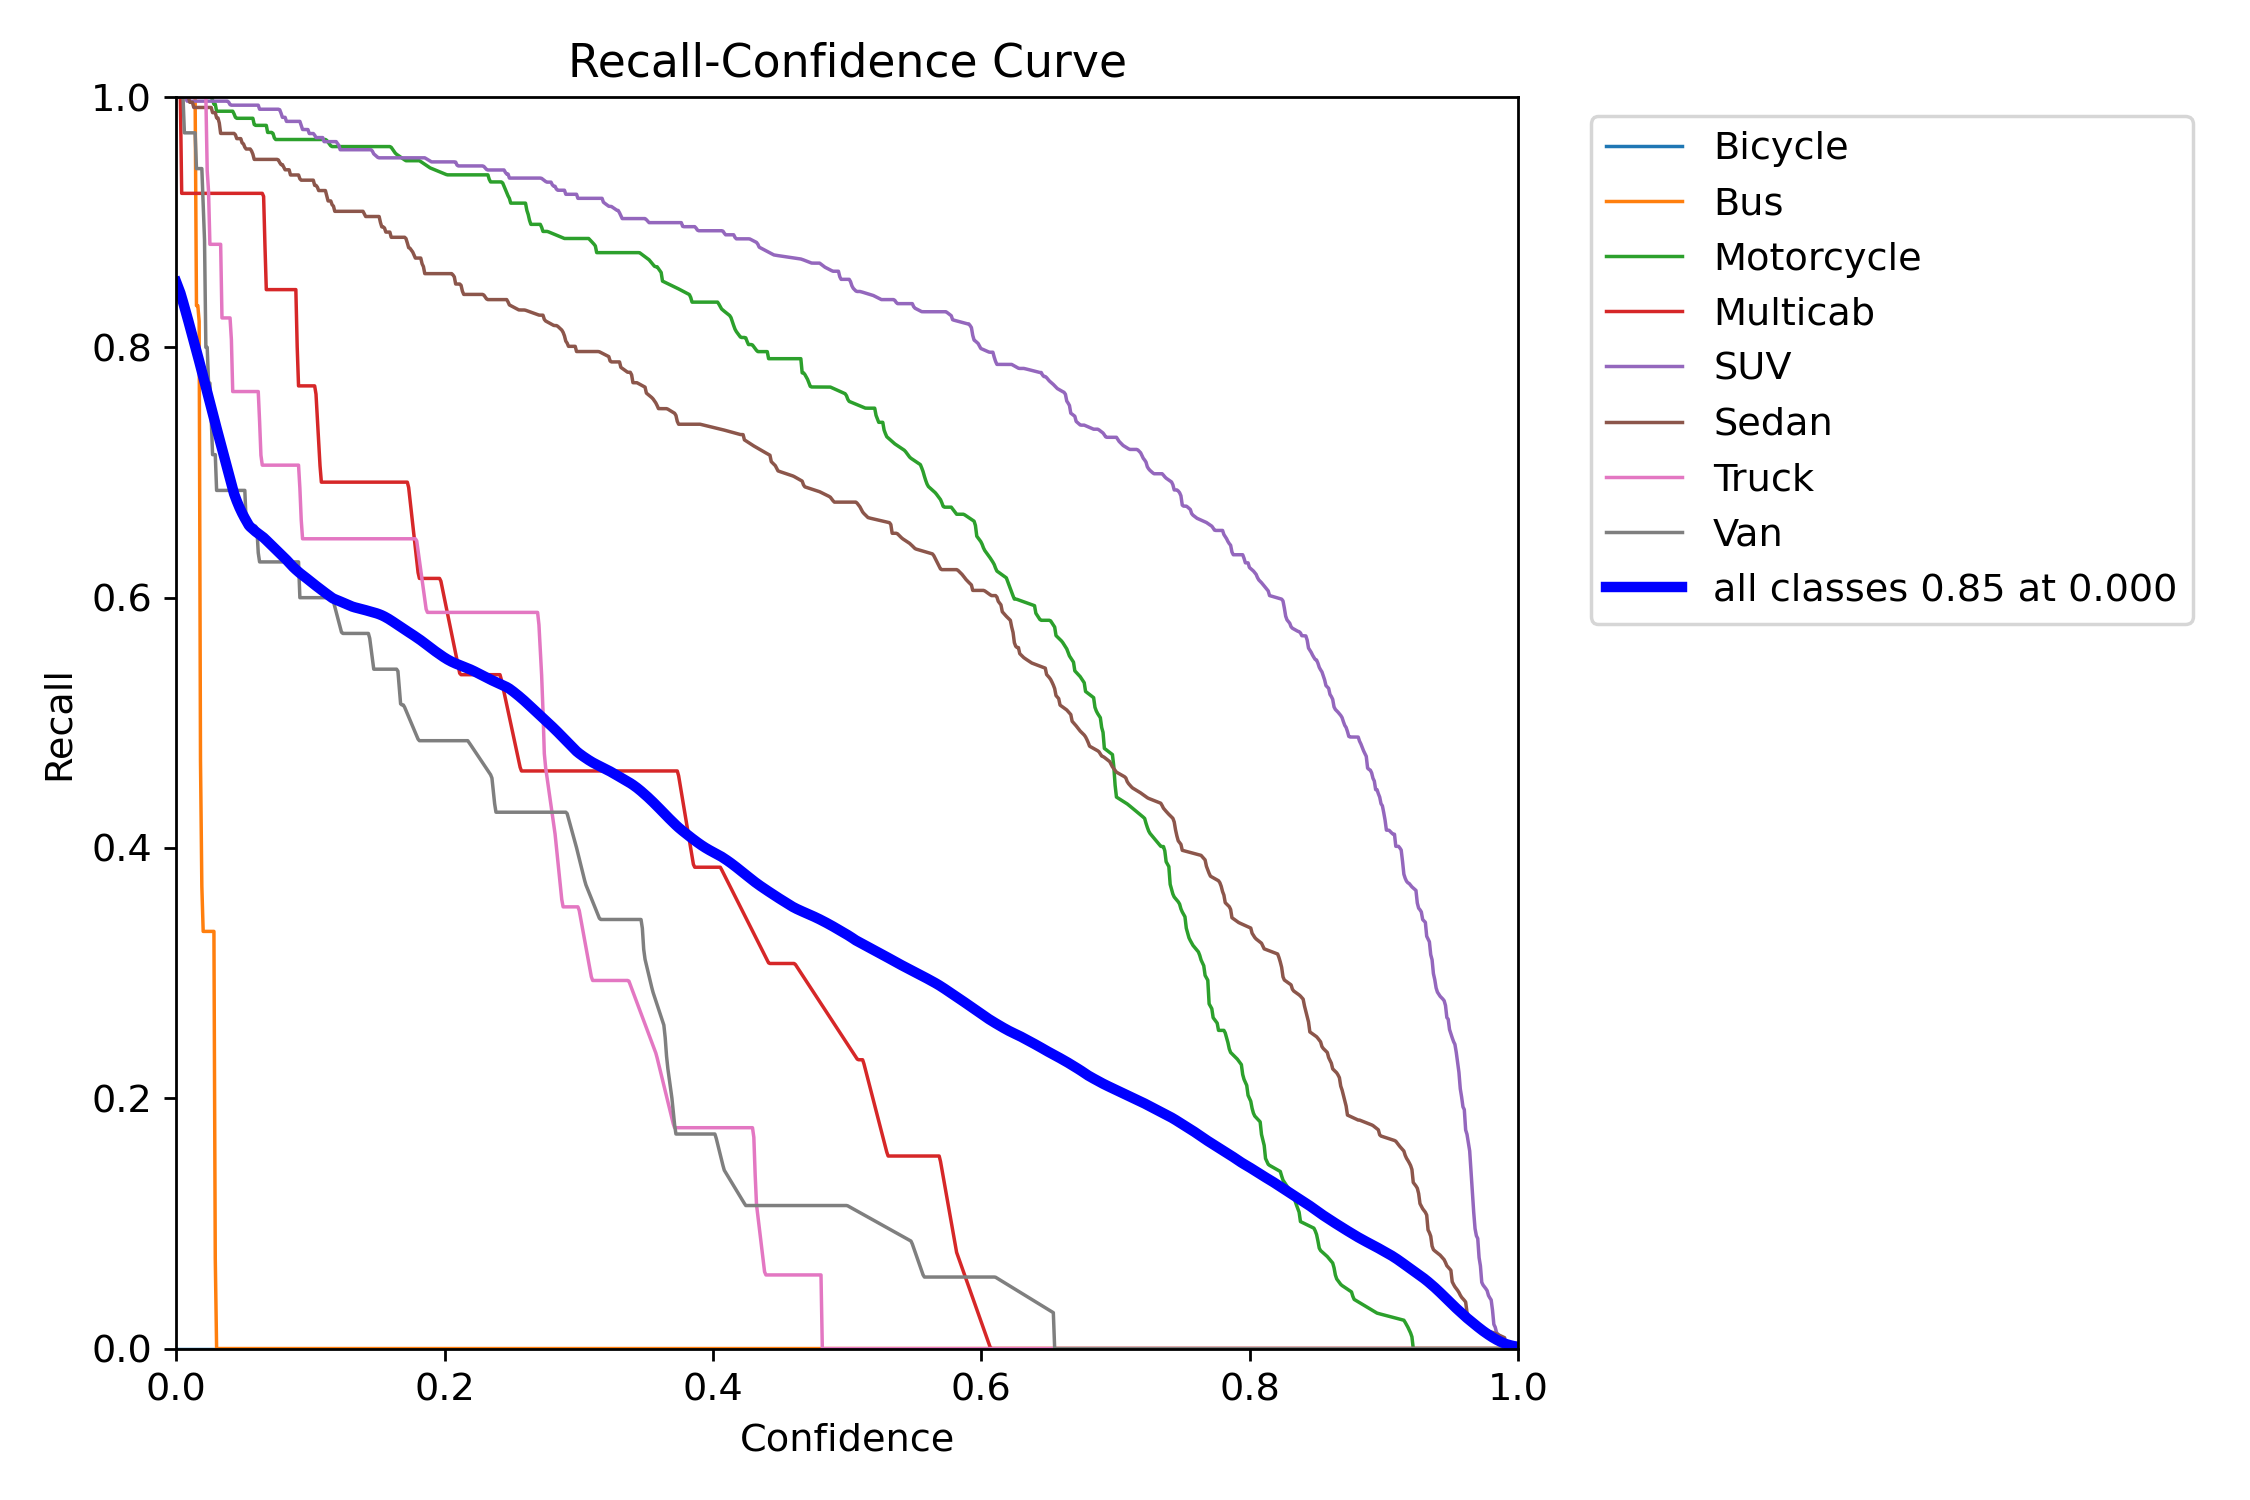 Recall-Confidence Curve
1.0
0.8
0.6
0.4
0.2
0.0
Recall
0.0 0.2 0.4 0.6 0.8 1.0
Confidence
Bicycle
Bus
Motorcycle
Multicab
SUV
Sedan
Truck
Van
all classes 0.85 at 0.000